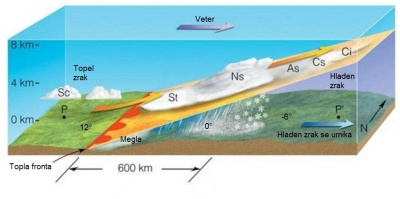 Veter
8 km
Topel
zrak
Ci
Cs
As
Ns
Hladen
zrak
4 km
Sc
St
P
P'
0 km
12°
0°
-6°
Megla
Hladen zrak se umika
N
Topla fronta
600 km